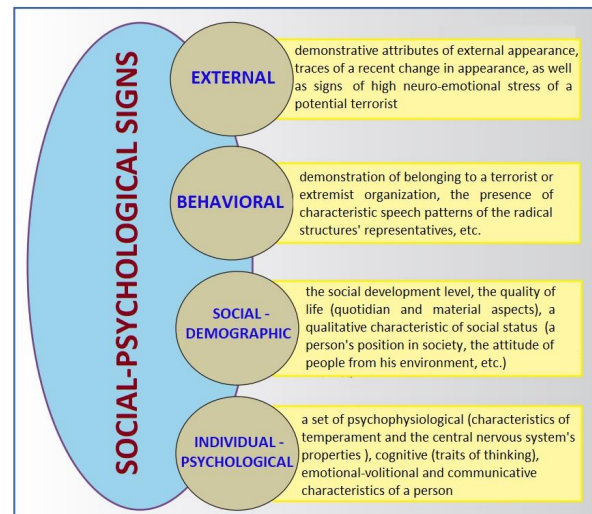 SOCIAL-PSYCHOLOGICAL SIGNS
EXTERNAL
demonstrative attributes of external appearance,
traces of a recent change in appearance, as well
as signs of high neuro-emotional stress of a
potential terrorist
BEHAVIORAL
demonstration of belonging to a terrorist or
extremist organization, the presence of
characteristic speech patterns of the radical
structures' representatives, etc.
SOCIAL -
DEMOGRAPHIC
the social development level, the quality of
life (quotidian and material aspects), a
qualitative characteristic of social status (a
person's position in society, the attitude of
people from his environment, etc.)
INDIVIDUAL -
PSYCHOLOGICAL
a set of psychophysiological (characteristics of
temperament and the central nervous system's
properties ), cognitive (traits of thinking),
emotional-volitional and communicative
characteristics of a person